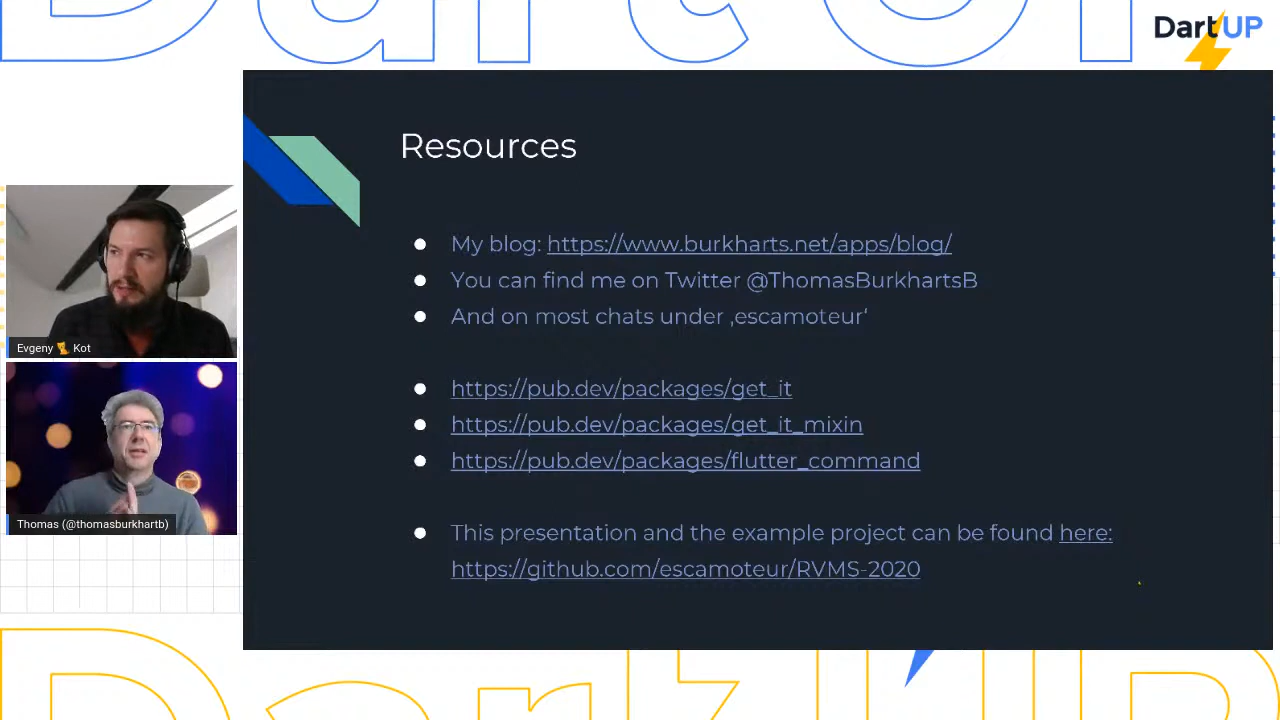 DartUP
Resources
My blog: https://www.burkharts.net/apps/blog/
You can find me on Twitter @ThomasBurkhartsB
And on most chats under ‚escamoteur‘
https://pub.dev/packages/get_it
https://pub.dev/packages/get_it_mixin
https://pub.dev/packages/flutter_command
This presentation and the example project can be found here:
https://github.com/escamoteur/RVMS-2020
Evgeny 🐈 Kot
Thomas (@thomasburkhartb)